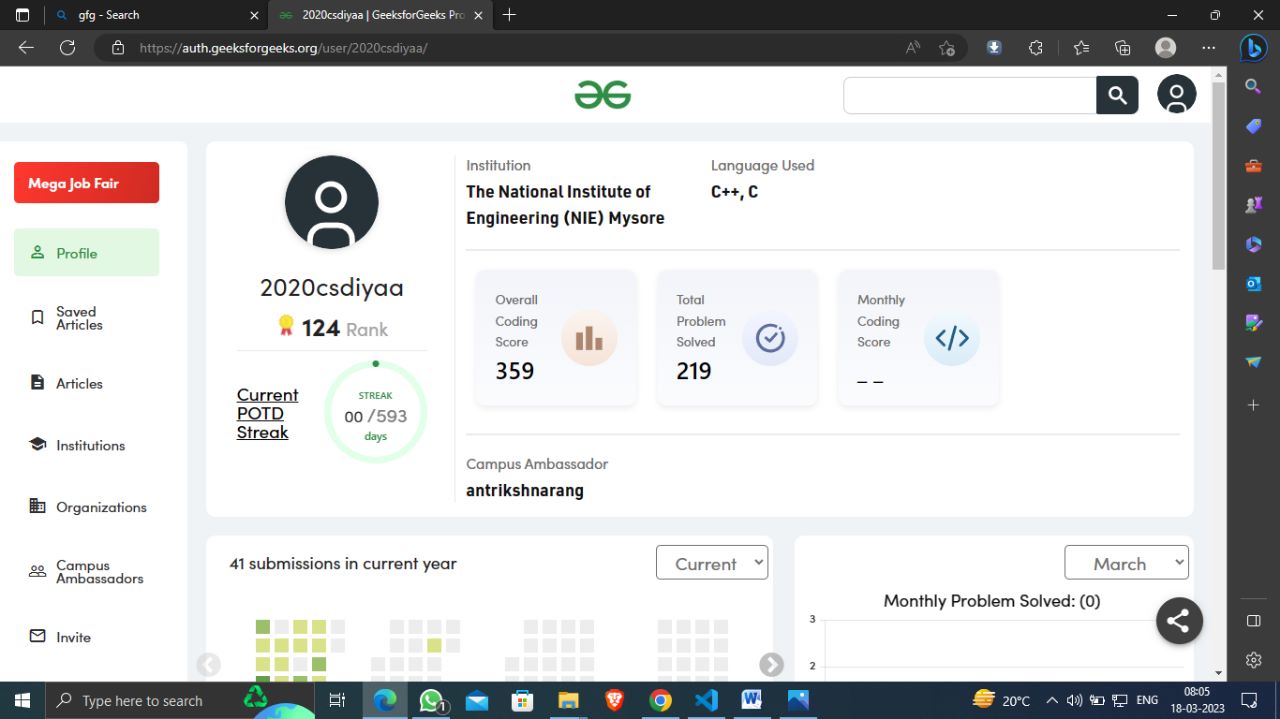 gfg - Search
2020csdiyaa | GeeksforGeeks Pro
https://auth.geeksforgeeks.org/user/2020csdiyaa/
Mega Job Fair
Profile
Saved
Articles
Articles
Institutions
Organizations
Campus
Ambassadors
Invite
2020csdiyaa
124 Rank
Current
POTD
Streak
STREAK
00 /593
days
Institution
The National Institute of
Engineering (NIE) Mysore
Language Used
C++, C
Overall
Coding
Score
359
Total
Problem
Solved
219
Monthly
Coding
Score
_ _
Campus Ambassador
antrikshnarang
41 submissions in current year
Current
March
Monthly Problem Solved: (0)
3
2
Type here to search
1
20°C
ENG
08:05
18-03-2023